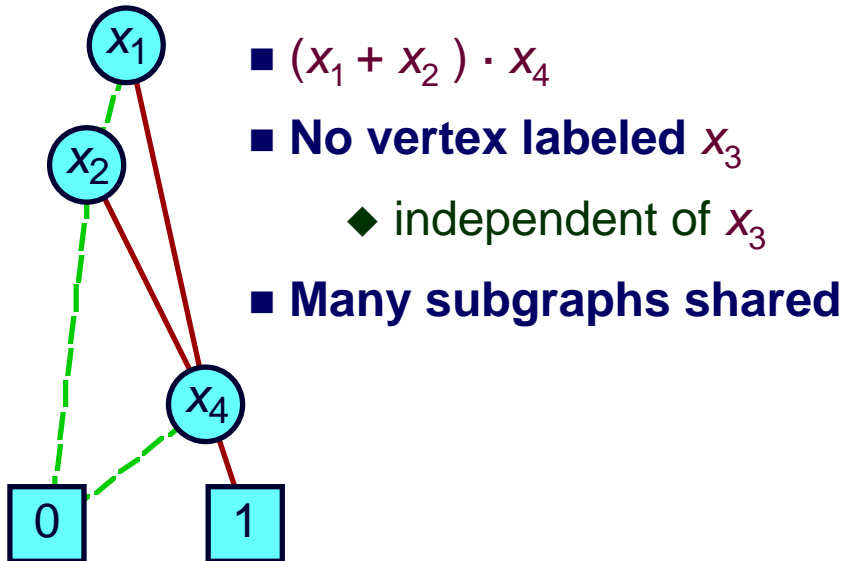 x₁
x₂
x₄
0
1
■ (x₁ + x₂ ) · x₄
■ No vertex labeled x₃
◆ independent of x₃
■ Many subgraphs shared